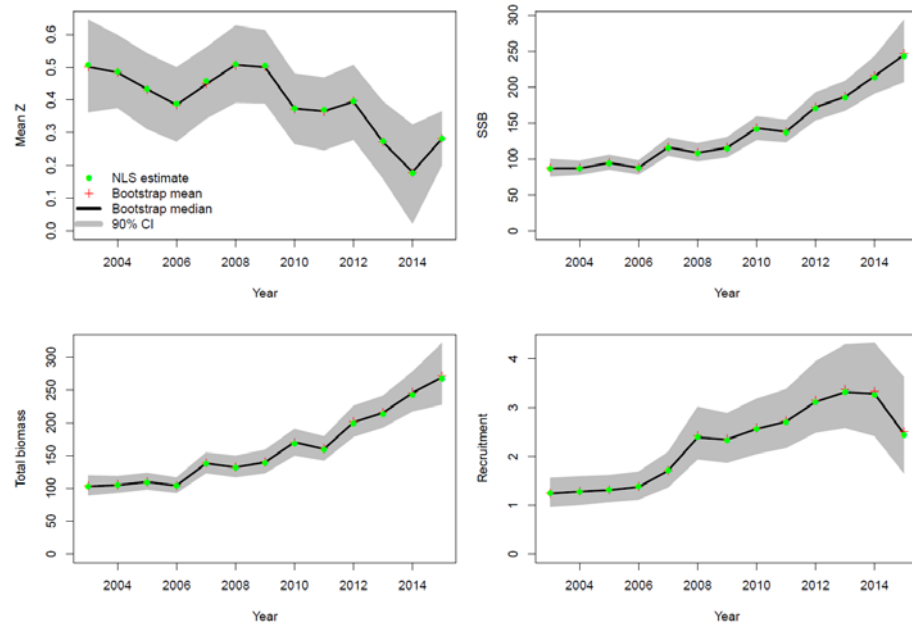 Mean Z
0.0 0.1 0.2 0.3 0.4 0.5 0.6
NLS estimate
Bootstrap mean
Bootstrap median
90% CI
2004 2006 2008 2010 2012 2014
Year
SSB
0 50 100 150 200 250 300
2004 2006 2008 2010 2012 2014
Year
Total biomass
0 50 100 150 200 250 300
2004 2006 2008 2010 2012 2014
Year
Recruitment
0 1 2 3 4
2004 2006 2008 2010 2012 2014
Year